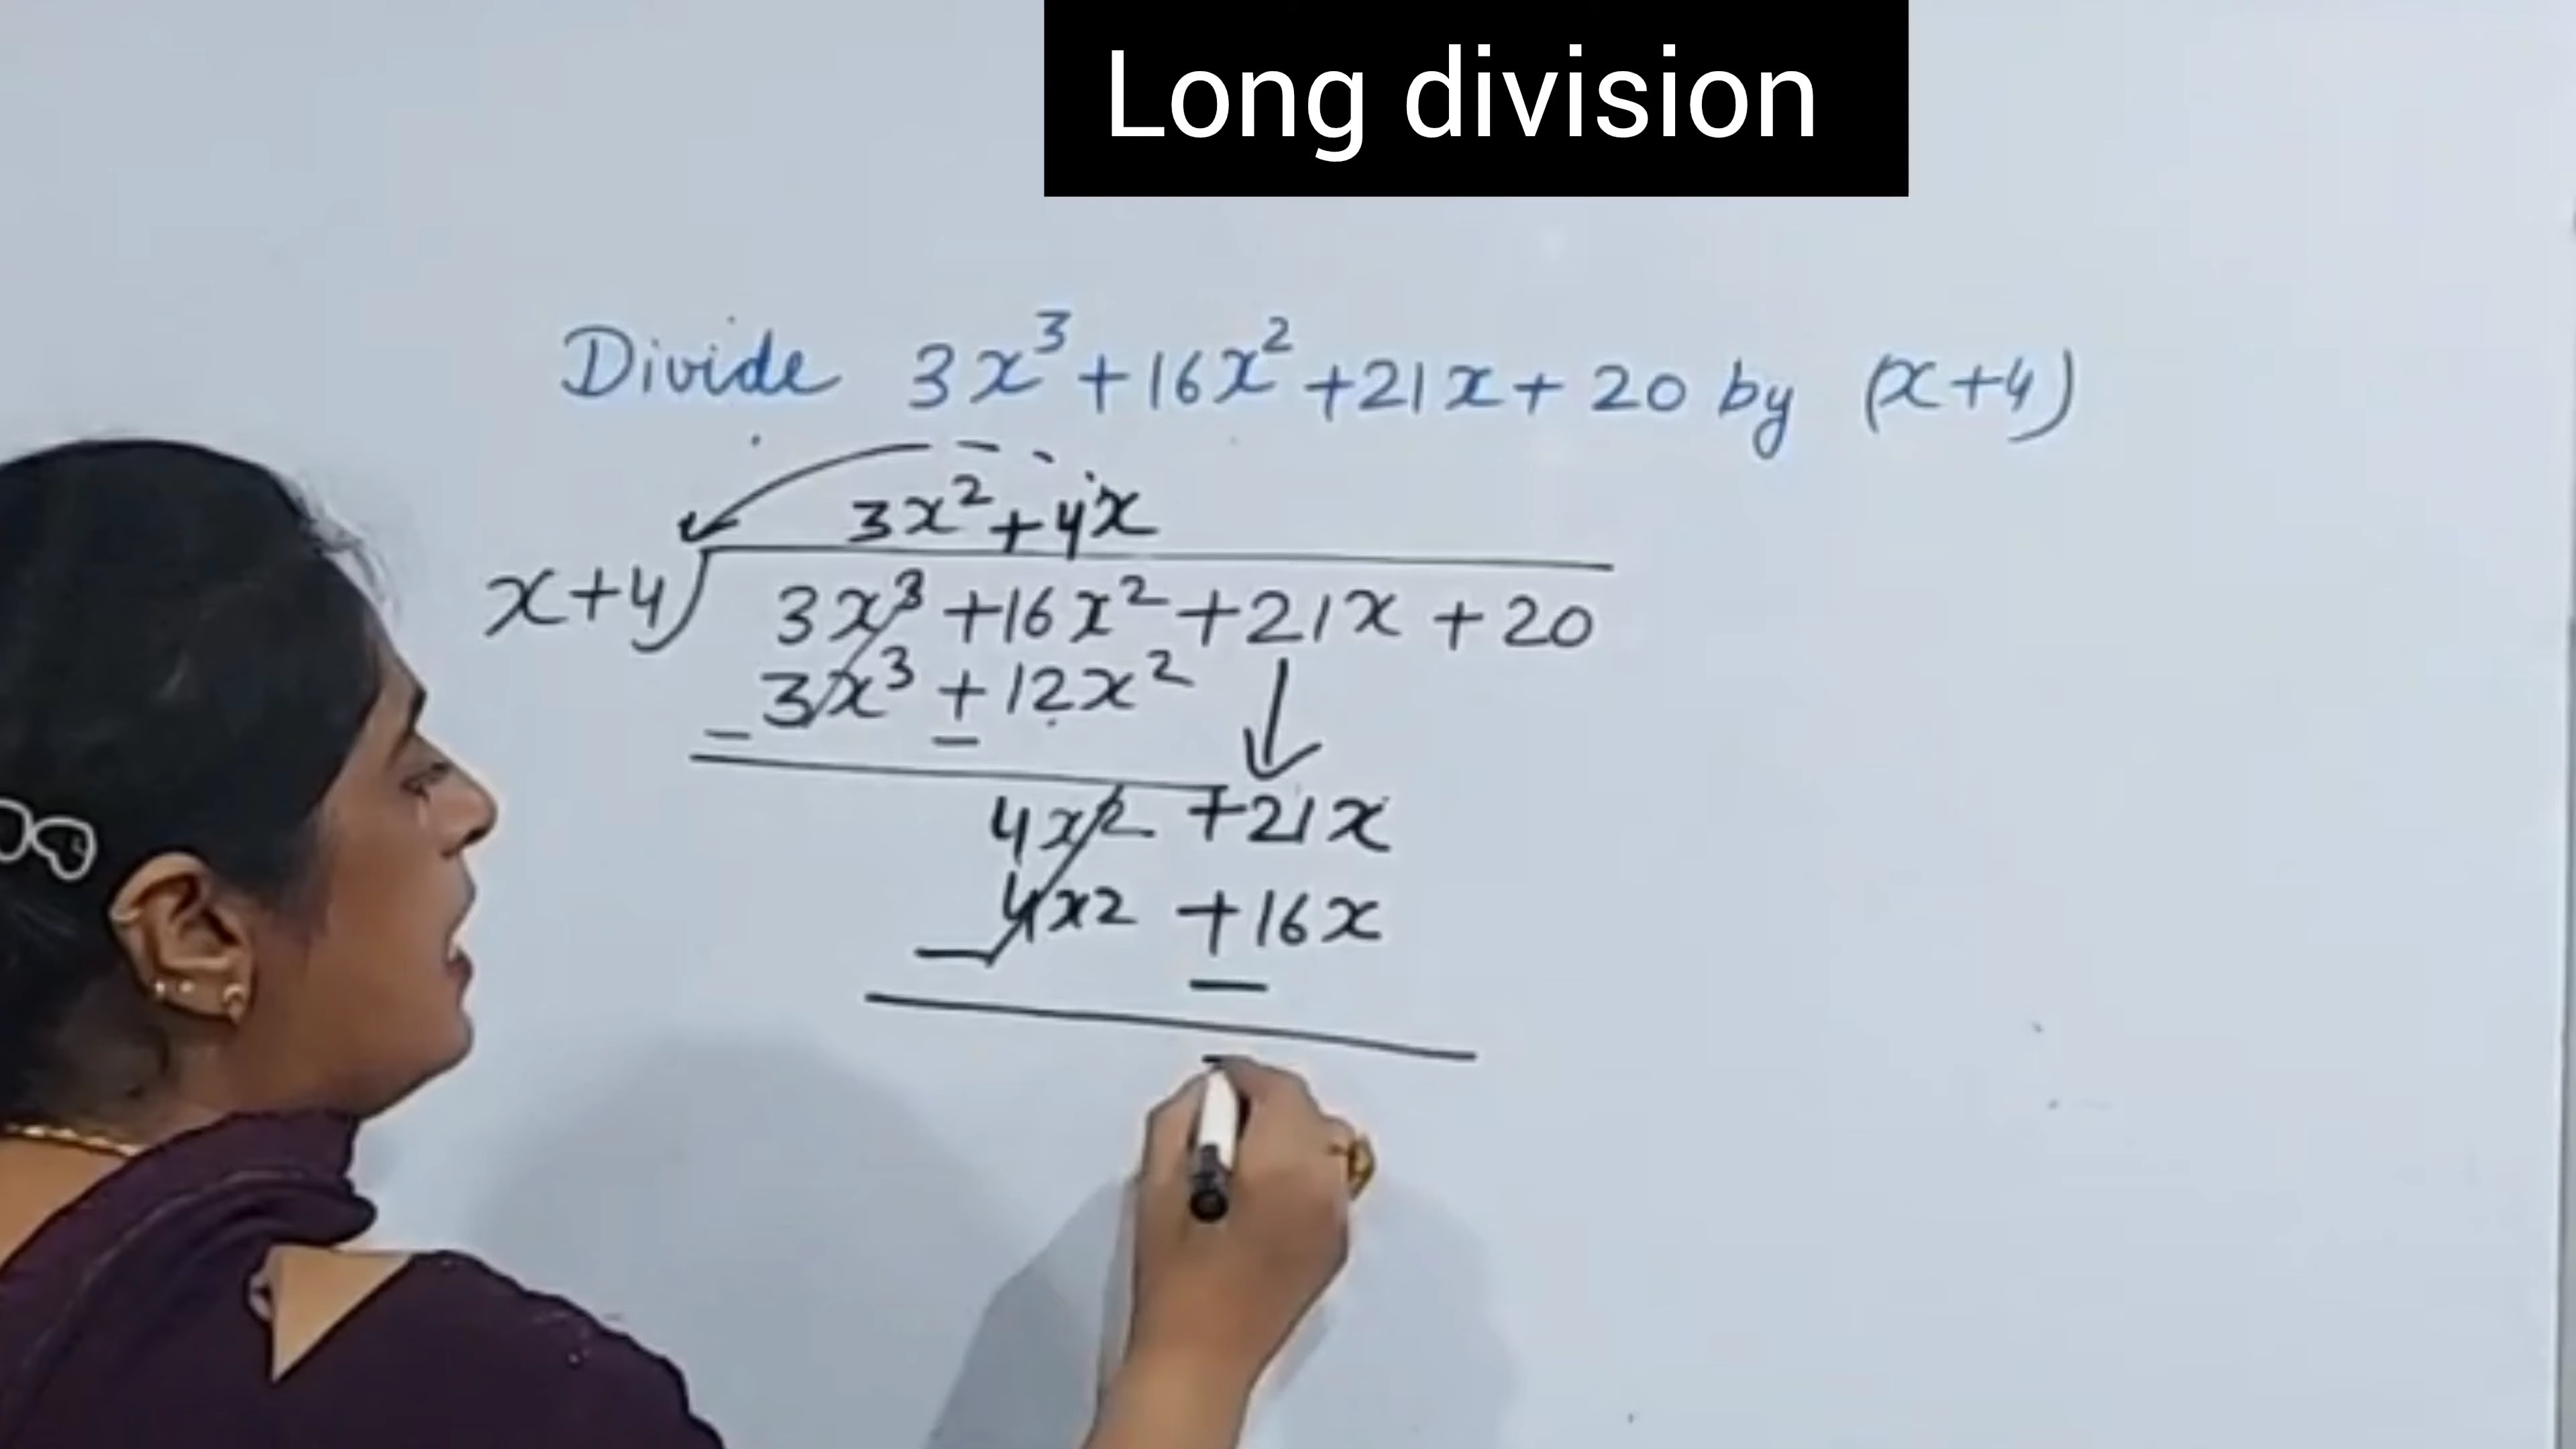 Long division
Divide 3x³ + 16x² + 21x + 20 by (x+4)
3x² + 4x
x+4) 3x³ + 16x² + 21x + 20
3x³ + 12x²
− −
4x² + 21x
4x2 + 16x
− −